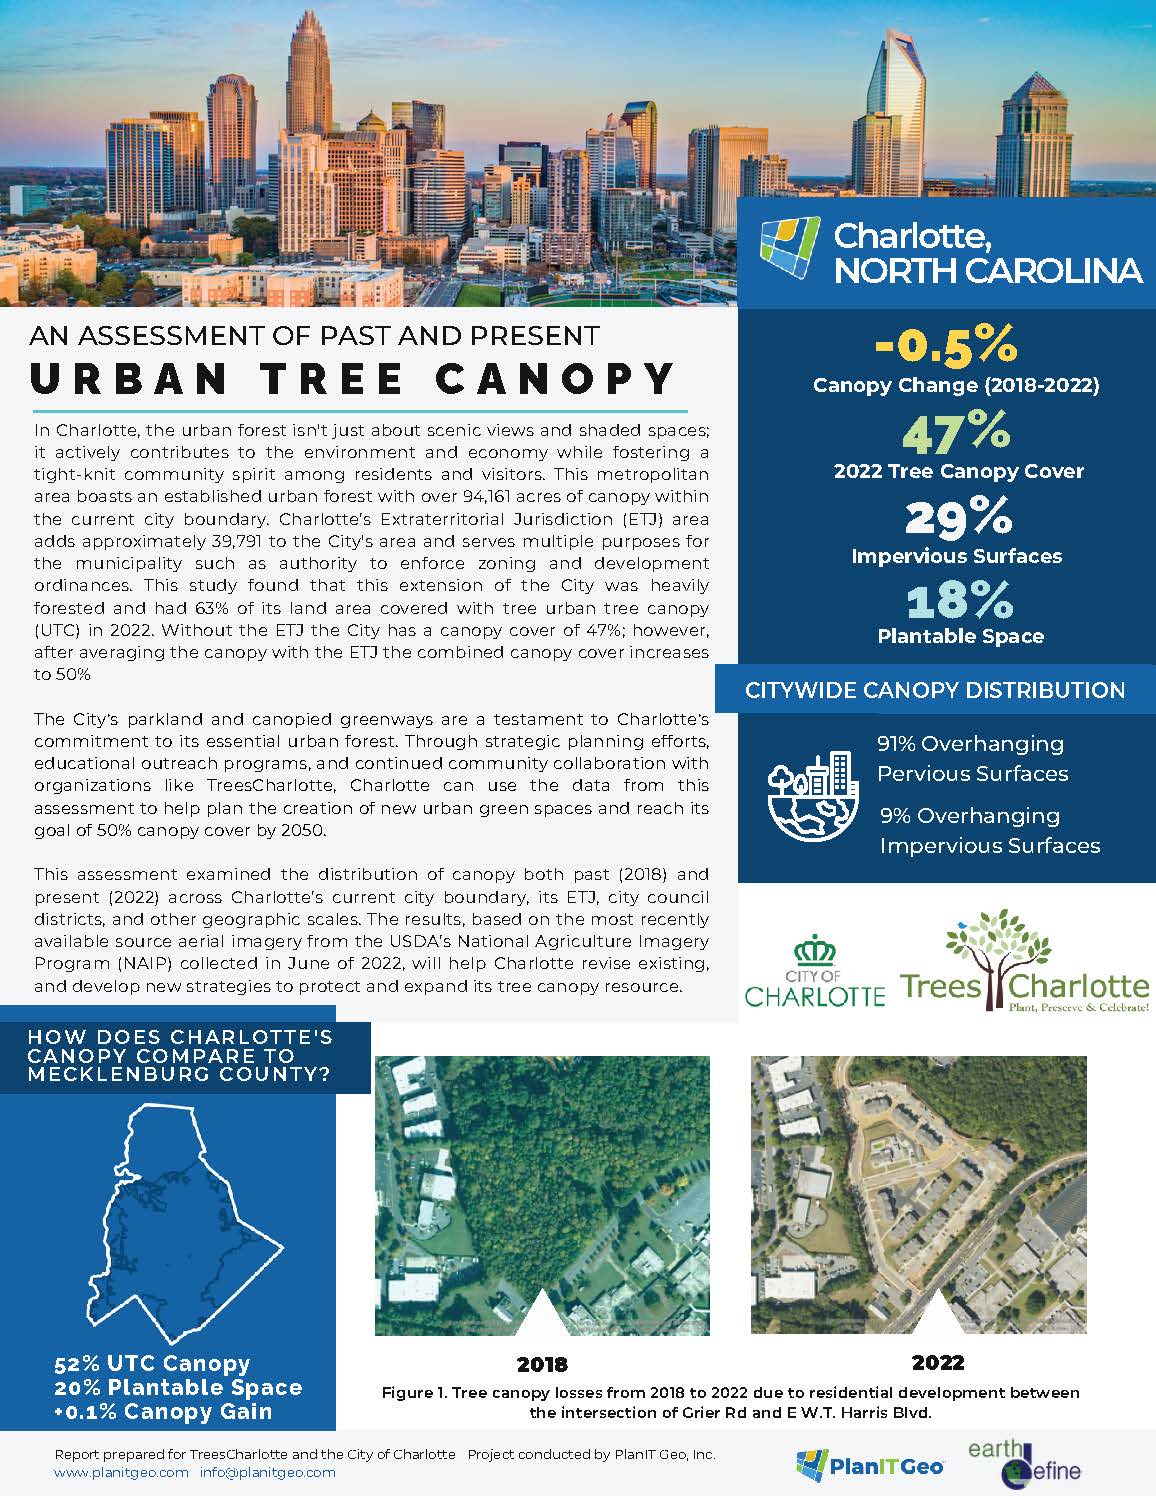 Charlotte,
NORTH CAROLINA
AN ASSESSMENT OF PAST AND PRESENT
URBAN TREE CANOPY
In Charlotte, the urban forest isn't just about scenic views and shaded spaces;
it actively contributes to the environment and economy while fostering a
tight-knit community spirit among residents and visitors. This metropolitan
area boasts an established urban forest with over 94,161 acres of canopy within
the current city boundary. Charlotte's Extraterritorial Jurisdiction (ETJ) area
adds approximately 39,791 to the City's area and serves multiple purposes for
the municipality such as authority to enforce zoning and development
ordinances. This study found that this extension of the City was heavily
forested and had 63% of its land area covered with tree urban tree canopy
(UTC) in 2022. Without the ETJ the City has a canopy cover of 47%; however,
after averaging the canopy with the ETJ the combined canopy cover increases
to 50%
The City's parkland and canopied greenways are a testament to Charlotte's
commitment to its essential urban forest. Through strategic planning efforts,
educational outreach programs, and continued community collaboration with
organizations like TreesCharlotte, Charlotte can use the data from this
assessment to help plan the creation of new urban green spaces and reach its
goal of 50% canopy cover by 2050.
This assessment examined the distribution of canopy both past (2018) and
present (2022) across Charlotte's current city boundary, its ETJ, city council
districts, and other geographic scales. The results, based on the most recently
available source aerial imagery from the USDA's National Agriculture Imagery
Program (NAIP) collected in June of 2022, will help Charlotte revise existing,
and develop new strategies to protect and expand its tree canopy resource.
-0.5%
Canopy Change (2018-2022)
47%
2022 Tree Canopy Cover
29%
Impervious Surfaces
18%
Plantable Space
CITYWIDE CANOPY DISTRIBUTION
91% Overhanging
Pervious Surfaces
9% Overhanging
Impervious Surfaces
CITY OF
CHARLOTTE
TreesCharlotte
Plant, Preserve & Celebrate!
HOW DOES CHARLOTTE'S
CANOPY COMPARE TO
MECKLENBURG COUNTY?
52% UTC Canopy
20% Plantable Space
+0.1% Canopy Gain
2018
2022
Figure 1. Tree canopy losses from 2018 to 2022 due to residential development between
the intersection of Grier Rd and E W.T. Harris Blvd.
Report prepared for TreesCharlotte and the City of Charlotte Project conducted by PlanIT Geo, Inc.
www.planitgeo.com info@planitgeo.com
PlanITGeo
earth
define